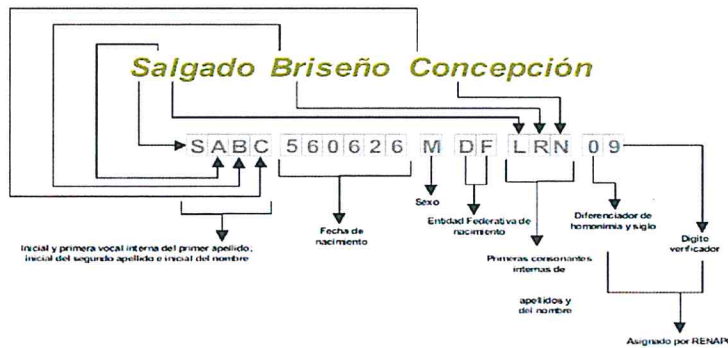 Salgado Briseño Concepción
S A B C 5 6 0 6 2 6 M D F L R N 0 9
Sexo
Fecha de
nacimiento
Entidad Federativa de
nacimiento
Diferenciador de
homonimia y siglo
Digito
verificador
Inicial y primera vocal interna del primer apellido,
inicial del segundo apellido e inicial del nombre
Primeras consonantes
internas de
apellidos y
del nombre
Asignado por RENAPO